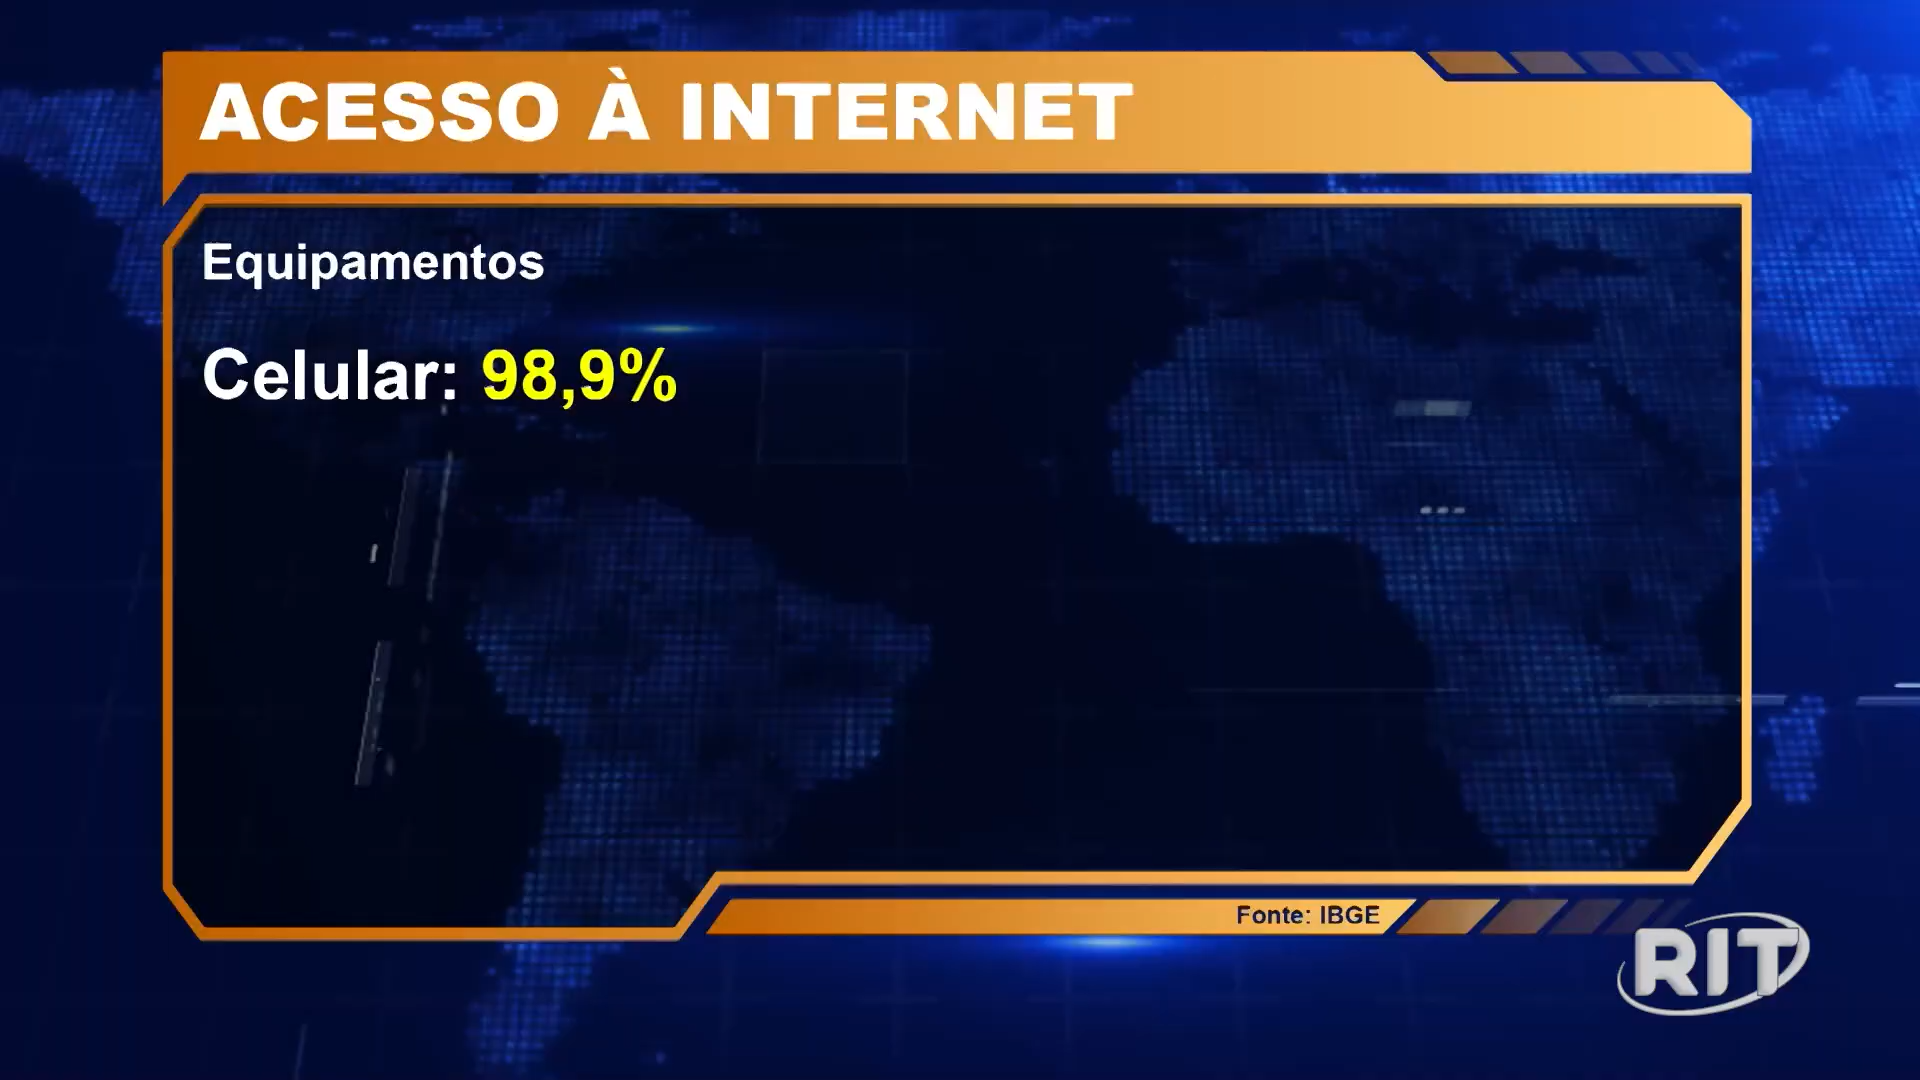 ACESSO À INTERNET
Equipamentos
Celular: 98,9%
Fonte: IBGE
RIT